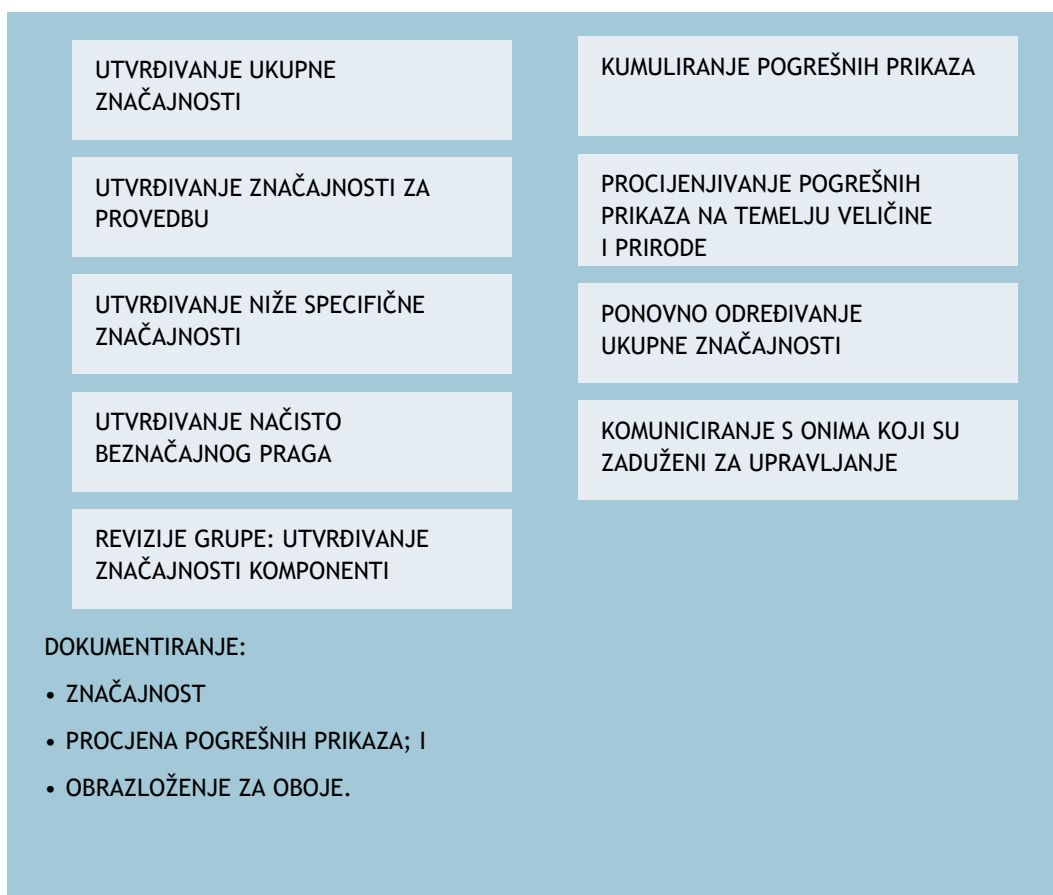 UTVRĐIVANJE UKUPNE
ZNAČAJNOSTI
UTVRĐIVANJE ZNAČAJNOSTI ZA
PROVEDBU
UTVRĐIVANJE NIŽE SPECIFIČNE
ZNAČAJNOSTI
UTVRĐIVANJE NAČISTO
BEZNAČAJNOG PRAGA
REVIZIJE GRUPE: UTVRĐIVANJE
ZNAČAJNOSTI KOMPONENTI
KUMULIRANJE POGREŠNIH PRIKAZA
PROCIJENJIVANJE POGREŠNIH
PRIKAZA NA TEMELJU VELIČINE
I PRIRODE
PONOVNO ODREĐIVANJE
UKUPNE ZNAČAJNOSTI
KOMUNICIRANJE S ONIMA KOJI SU
ZADUŽENI ZA UPRAVLJANJE
DOKUMENTIRANJE:
• ZNAČAJNOST
• PROCJENA POGREŠNIH PRIKAZA; I
• OBRAZLOŽENJE ZA OBOJE.